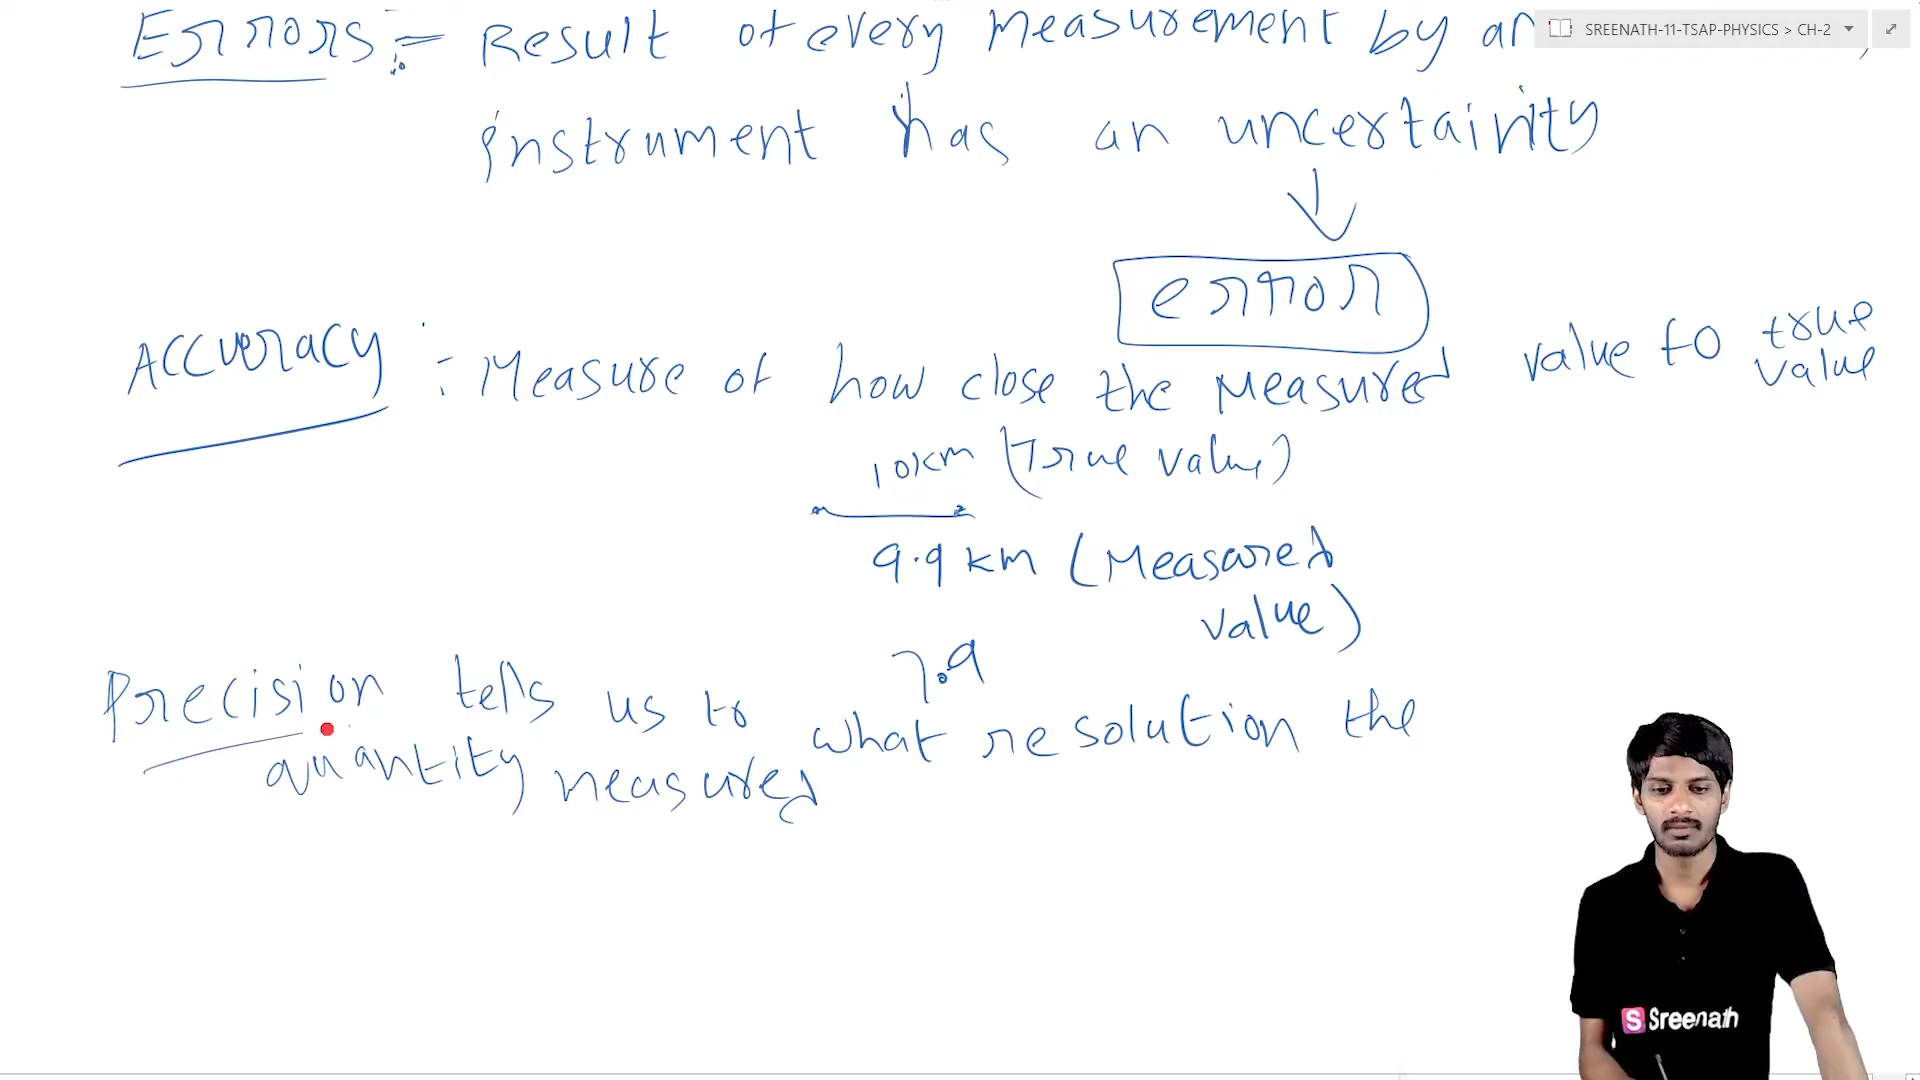 SREENATH-11-TSAP-PHYSICS > CH-2
Errors :- Result of every measurement by an
instrument has an uncertainity
error
Accuracy :- Measure of how close the Measured value to true
value
10km (True value)
9.9 km (Measured
value)
7.9
Precision tells us to what resolution the
quantity measured
S Sreenath